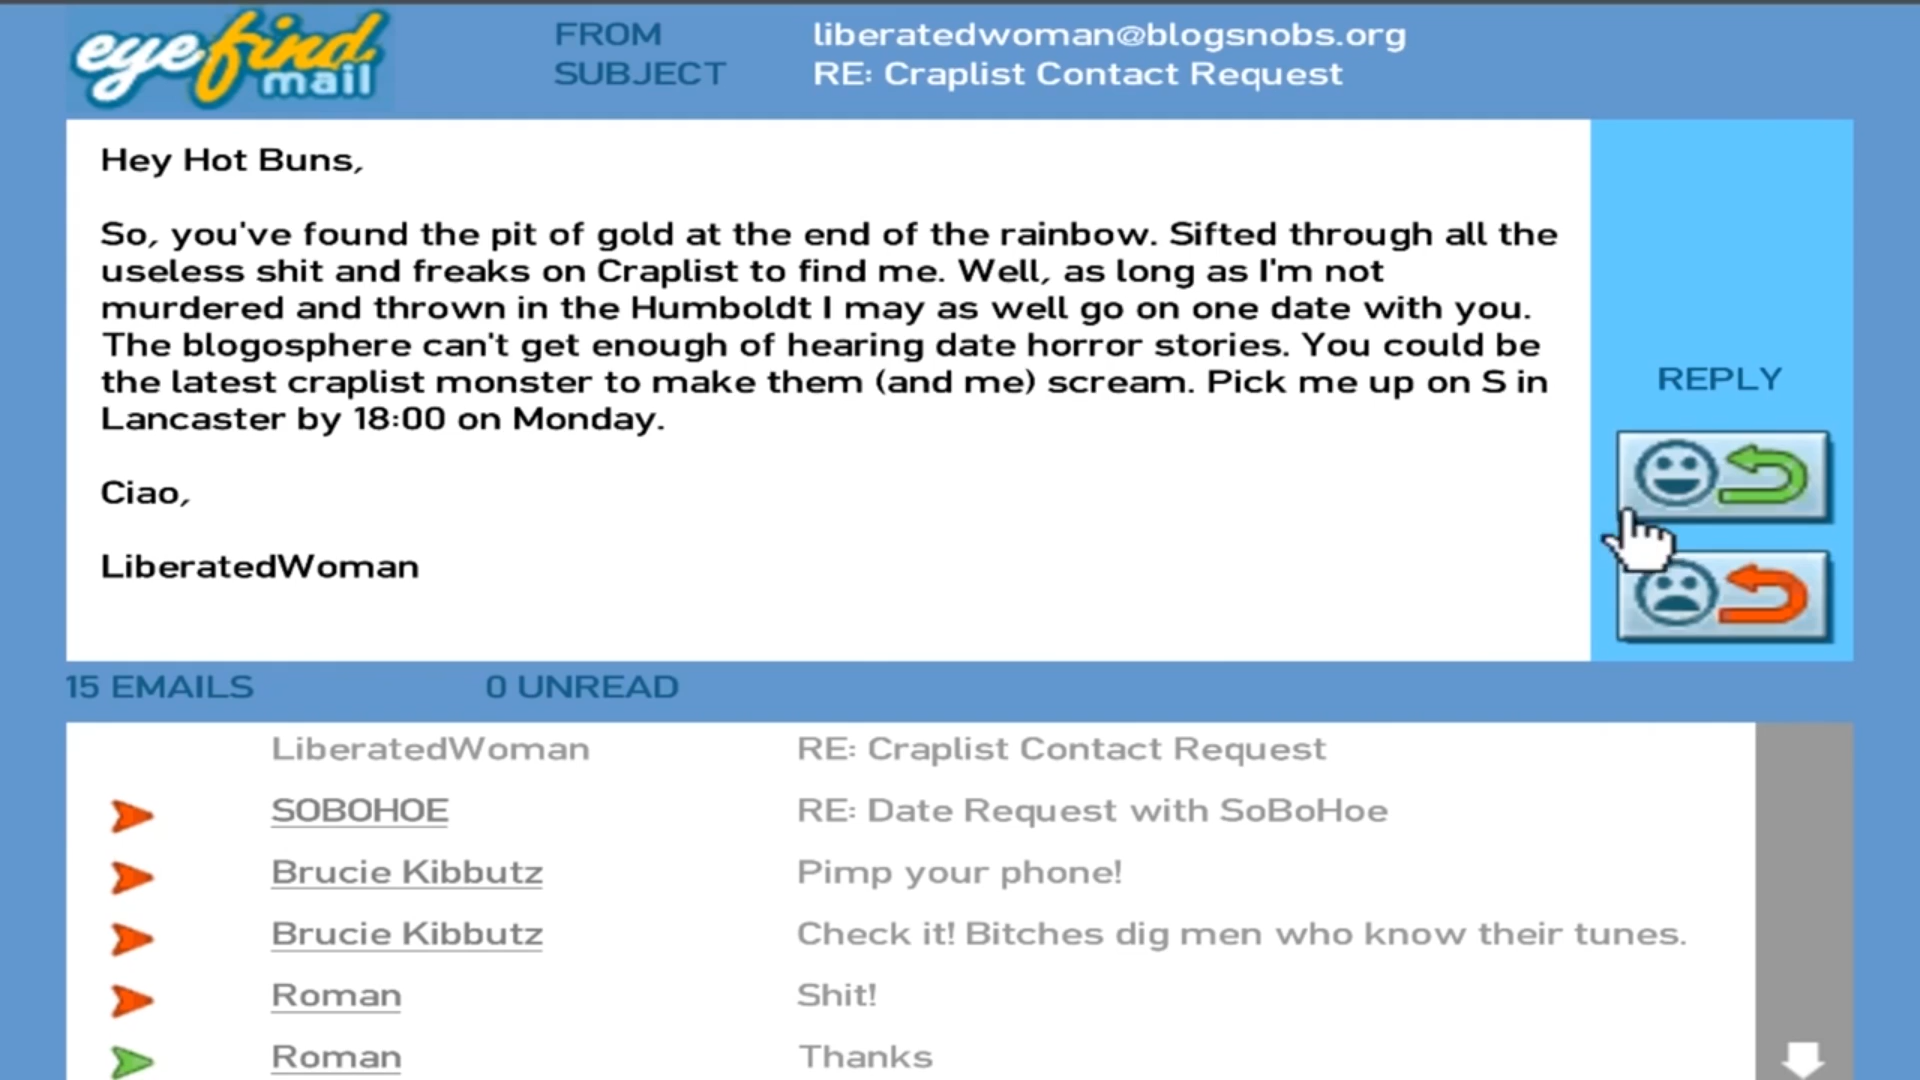 eyefind
mail
FROM liberatedwoman@blogsnobs.org
SUBJECT RE: Craplist Contact Request
Hey Hot Buns,
So, you've found the pit of gold at the end of the rainbow. Sifted through all the
useless shit and freaks on Craplist to find me. Well, as long as I'm not
murdered and thrown in the Humboldt I may as well go on one date with you.
The blogosphere can't get enough of hearing date horror stories. You could be
the latest craplist monster to make them (and me) scream. Pick me up on S in
Lancaster by 18:00 on Monday.
Ciao,
LiberatedWoman
REPLY
15 EMAILS 0 UNREAD
LiberatedWoman RE: Craplist Contact Request
SOBOHOE RE: Date Request with SoBoHoe
Brucie Kibbutz Pimp your phone!
Brucie Kibbutz Check it! Bitches dig men who know their tunes.
Roman Shit!
Roman Thanks